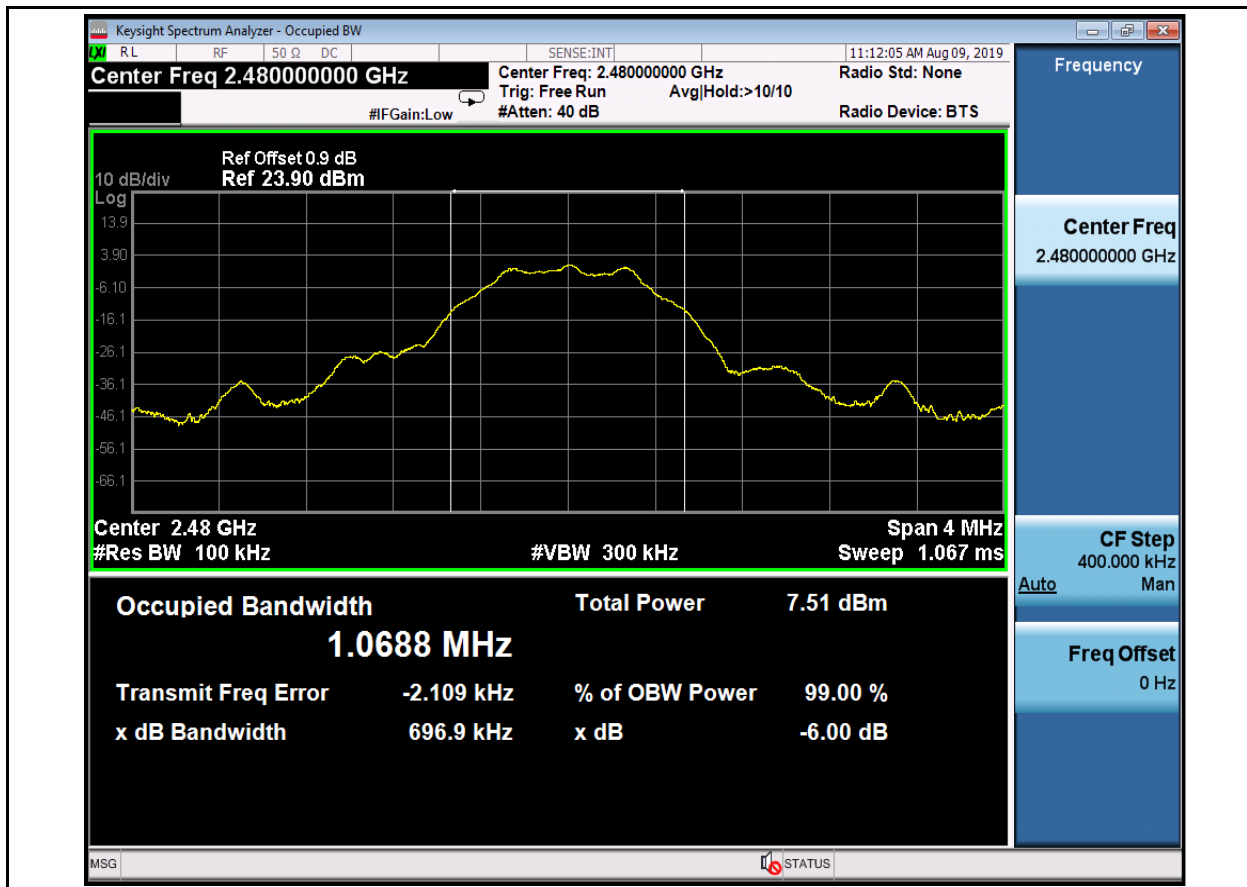 Keysight Spectrum Analyzer - Occupied BW
LXI RL RF 50 Ω DC SENSE:INT 11:12:05 AM Aug 09, 2019
Center Freq 2.480000000 GHz
Center Freq: 2.480000000 GHz Radio Std: None
Trig: Free Run Avg|Hold:>10/10
#IFGain:Low #Atten: 40 dB Radio Device: BTS
Ref Offset 0.9 dB
10 dB/div Ref 23.90 dBm
Log
13.9
3.90
-6.10
-16.1
-26.1
-36.1
-46.1
-56.1
-66.1
Center 2.48 GHz Span 4 MHz
#Res BW 100 kHz #VBW 300 kHz Sweep 1.067 ms
Occupied Bandwidth Total Power 7.51 dBm
1.0688 MHz
Transmit Freq Error -2.109 kHz % of OBW Power 99.00 %
x dB Bandwidth 696.9 kHz x dB -6.00 dB
MSG STATUS
Frequency
Center Freq
2.480000000 GHz
CF Step
400.000 kHz
Auto Man
Freq Offset
0 Hz